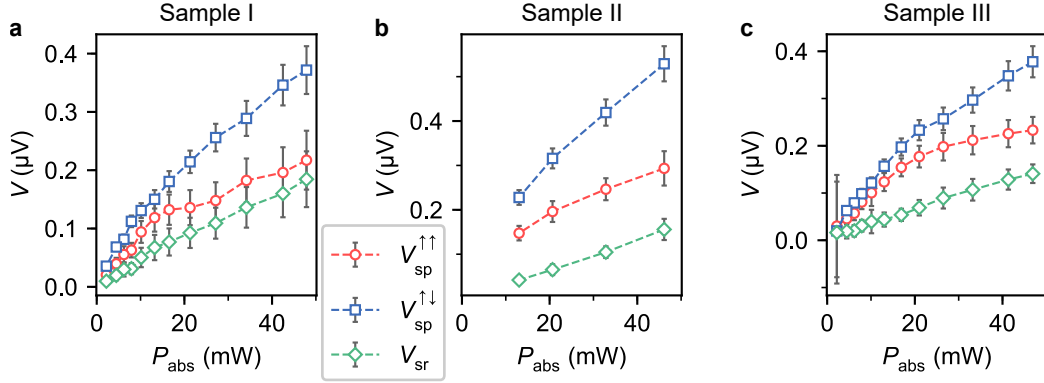 Sample I
Sample II
Sample III
a
b
c
0.4
0.3
0.2
0.1
0.0
V (μV)
0
20
40
P_abs (mW)
0.4
0.2
V (μV)
0
20
40
P_abs (mW)
0.4
0.2
0.0
V (μV)
0
20
40
P_abs (mW)
V_sp^↑↑
V_sp^↑↓
V_sr